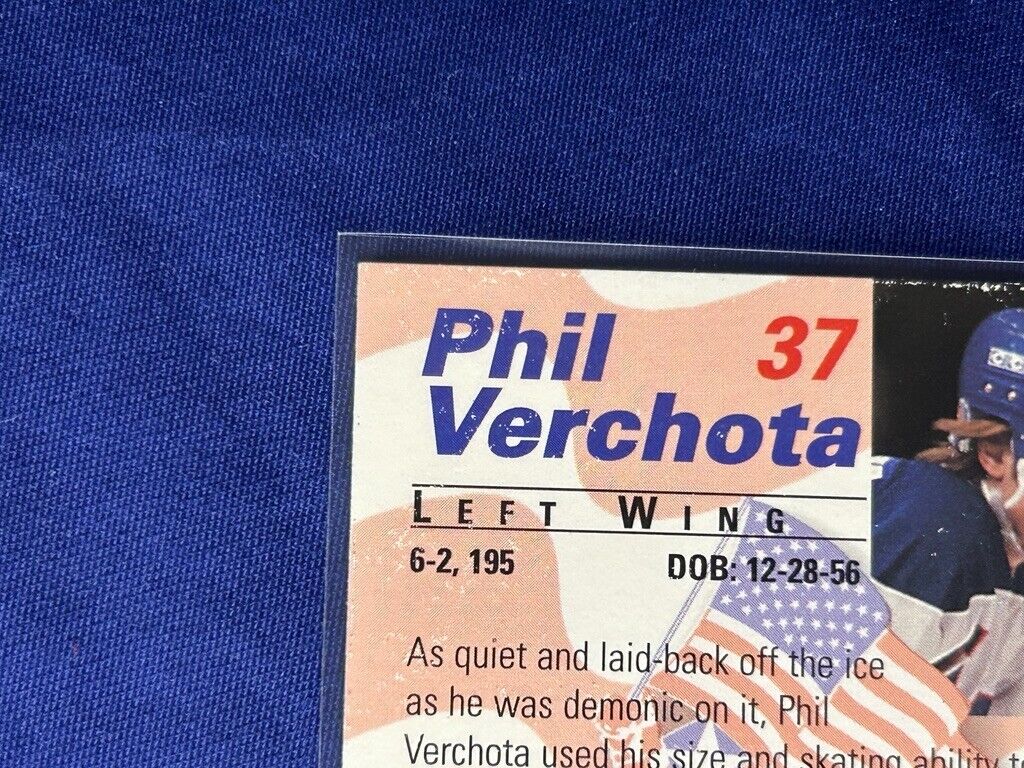 Phil 37
Verchota
LEFT WING
6-2, 195 DOB: 12-28-56
As quiet and laid-back off the ice
as he was demonic on it, Phil
Verchota used his size and skating ability